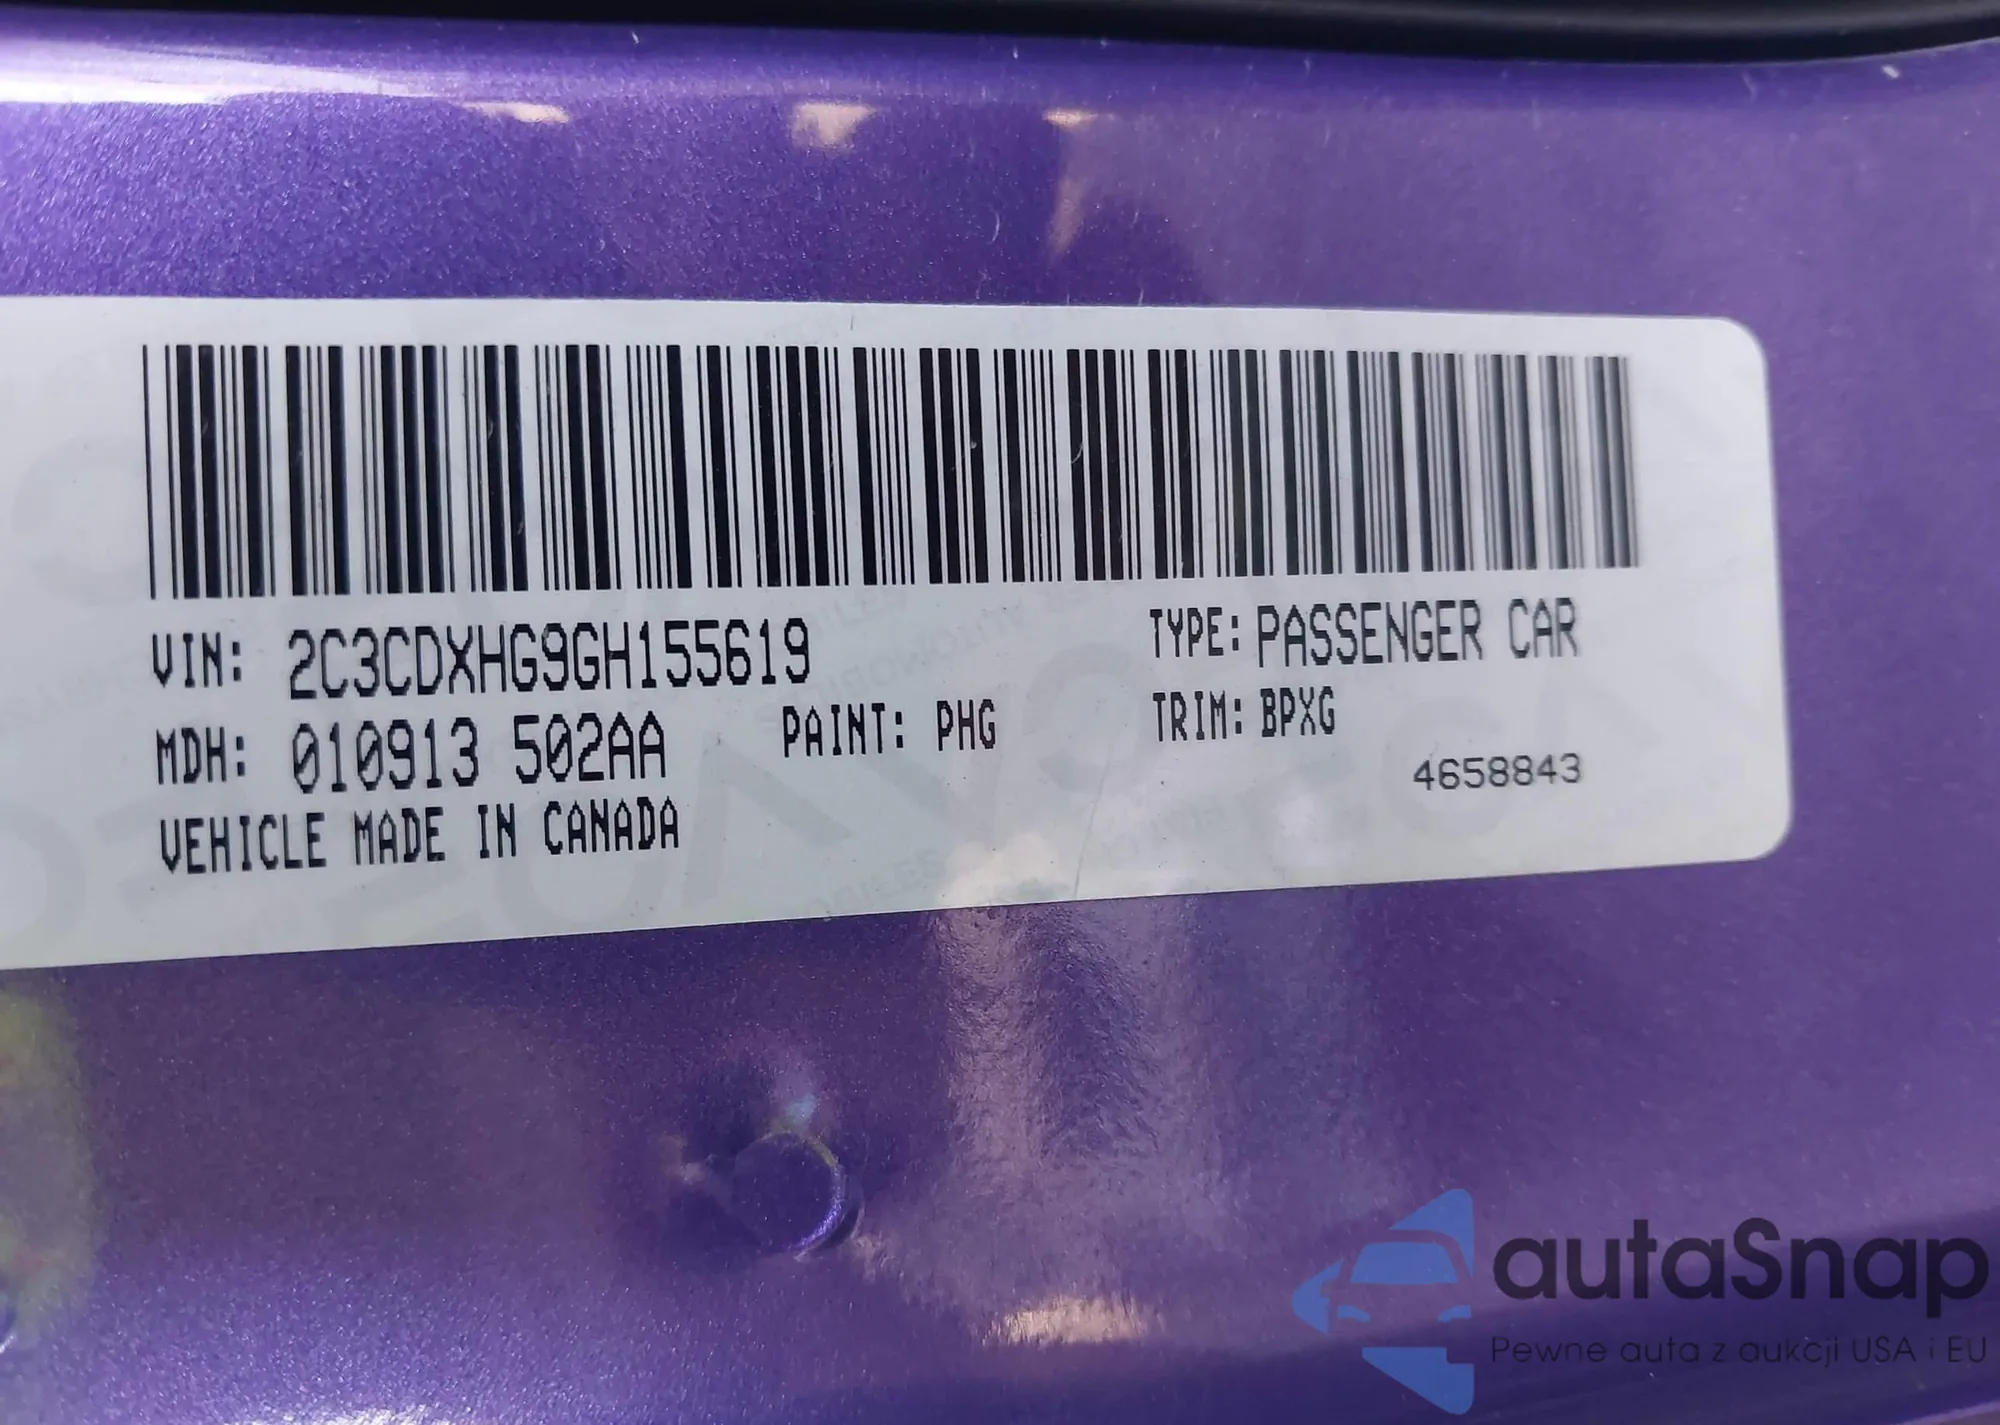 VIN: 2C3CDXHG9GH155619 TYPE: PASSENGER CAR
MDH: 010913 502AA PAINT: PHG TRIM: BPXG
4658843
VEHICLE MADE IN CANADA
autaSnap
Pewne auta z aukcji USA i EU